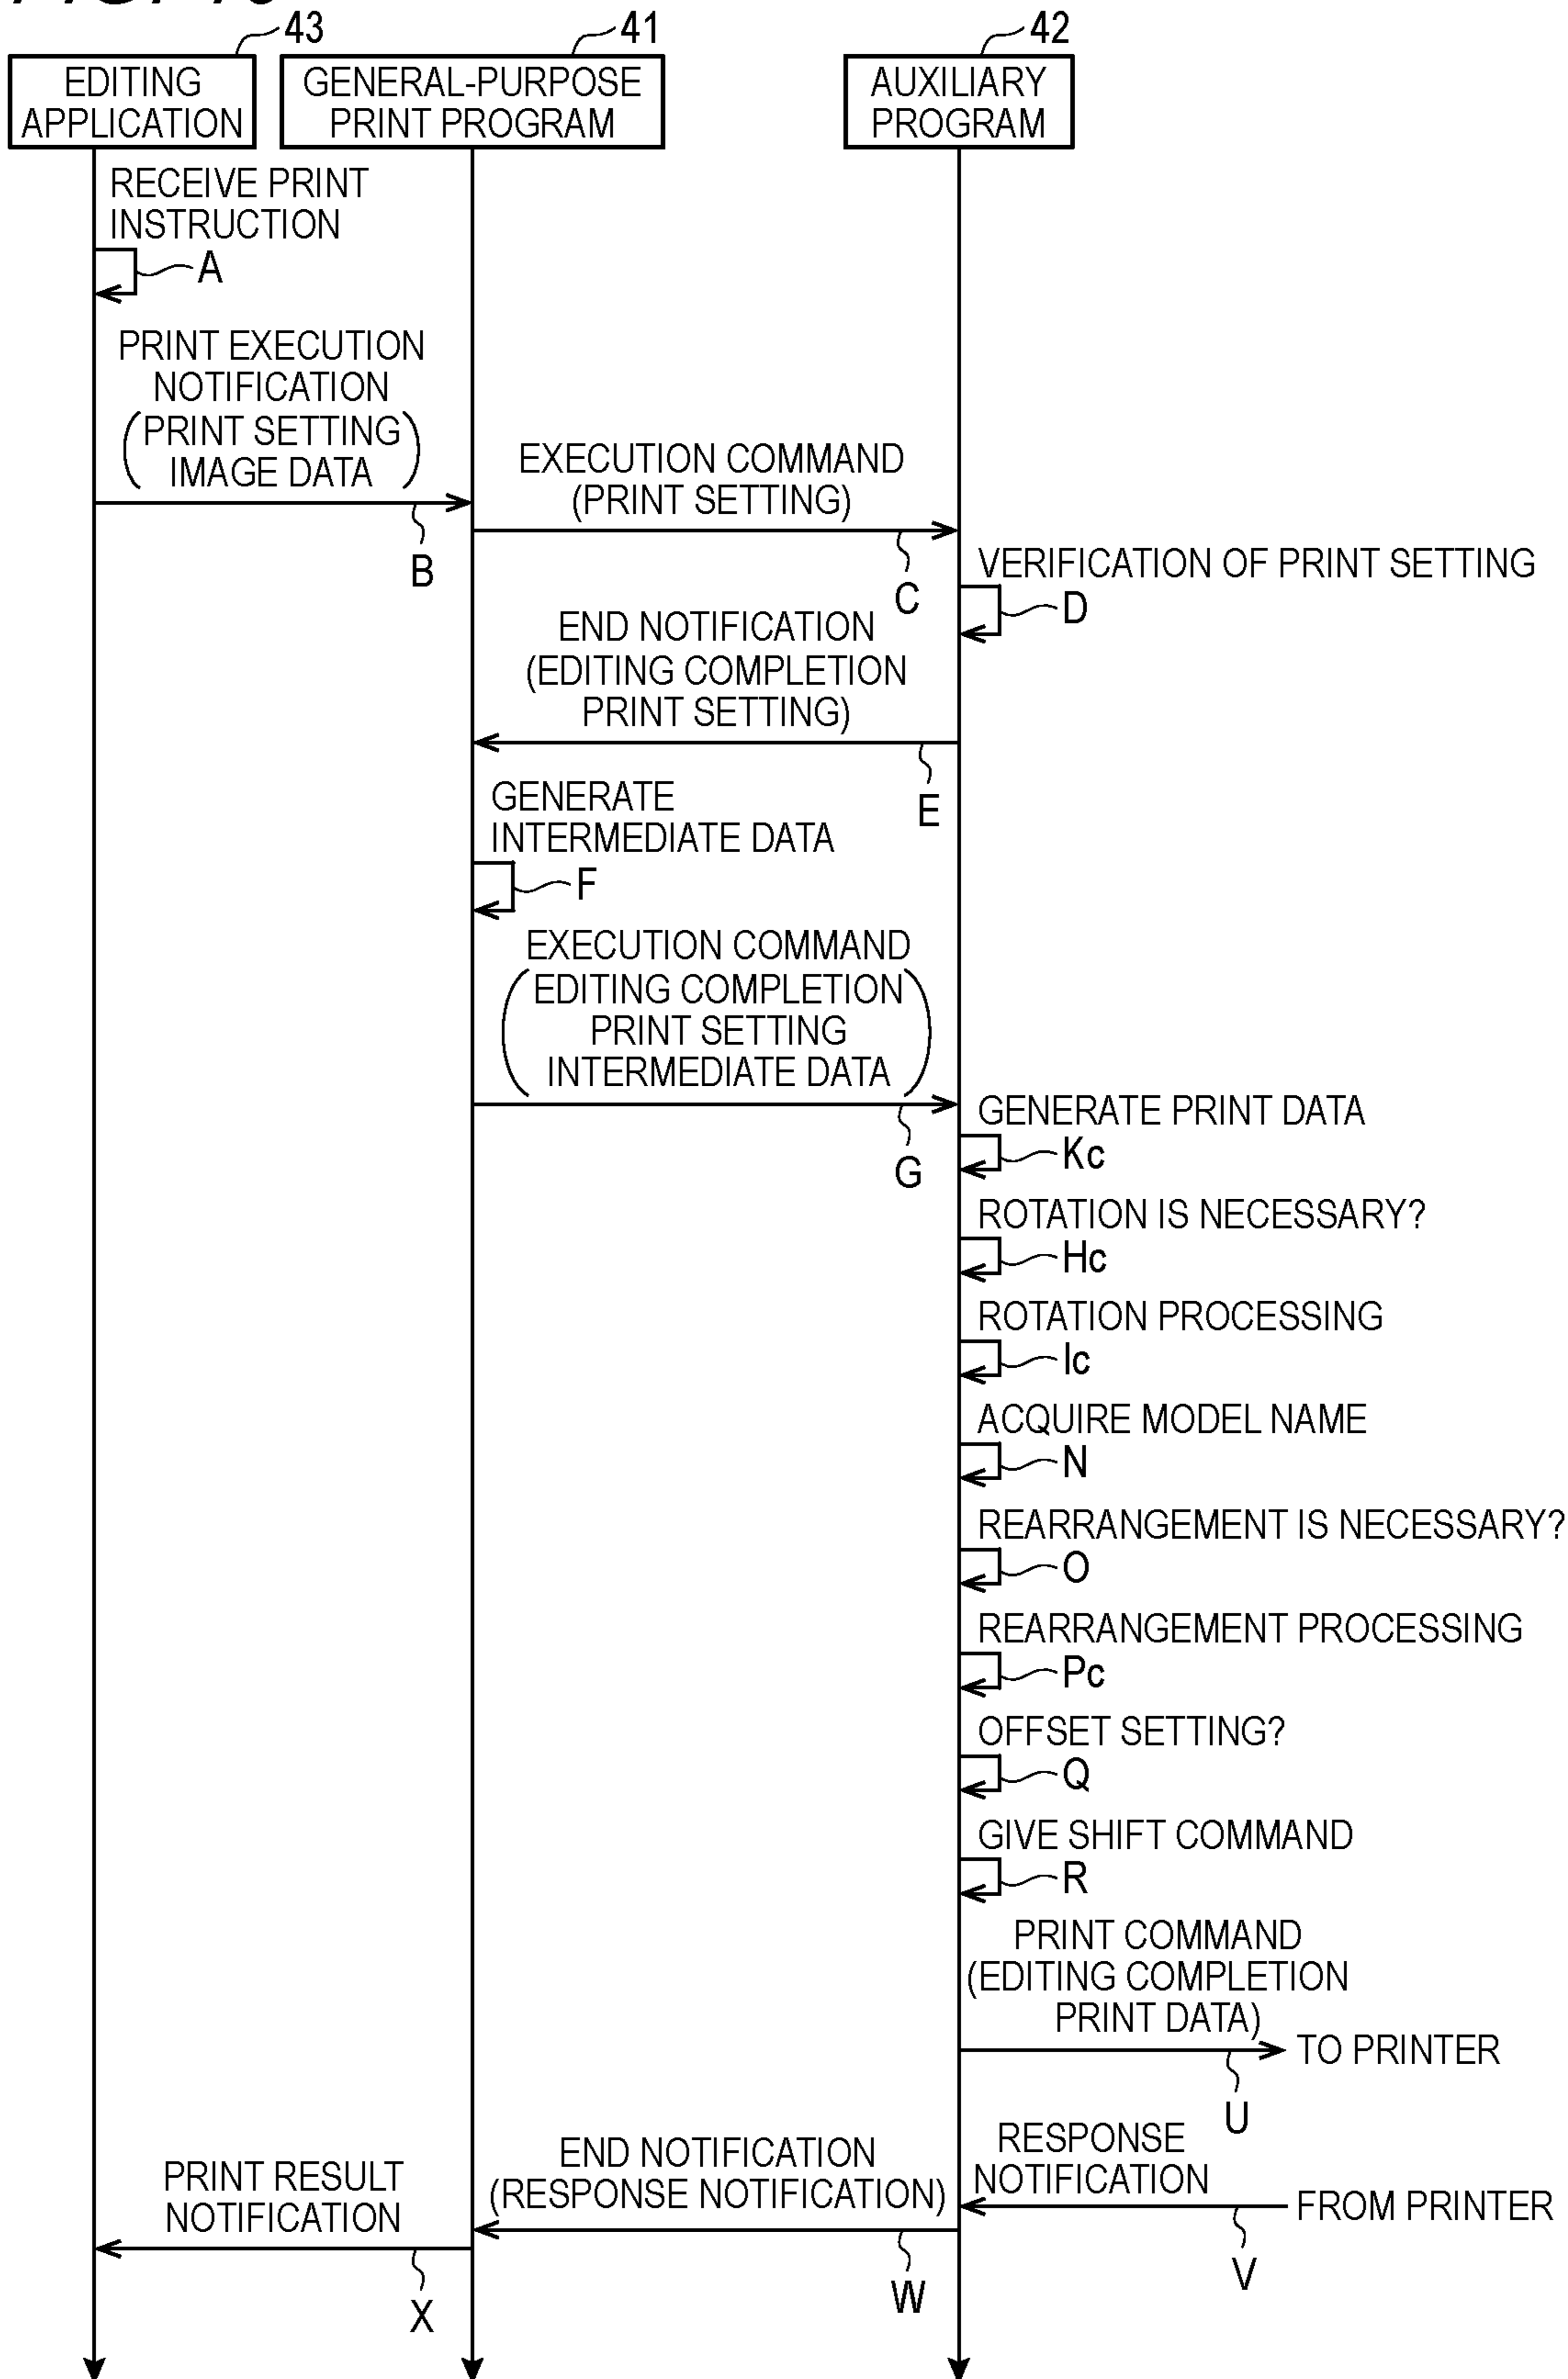 43
41
42
EDITING
APPLICATION
GENERAL-PURPOSE
PRINT PROGRAM
AUXILIARY
PROGRAM
RECEIVE PRINT
INSTRUCTION
A
PRINT EXECUTION
NOTIFICATION
(PRINT SETTING
IMAGE DATA)
B
EXECUTION COMMAND
(PRINT SETTING)
C
VERIFICATION OF PRINT SETTING
D
END NOTIFICATION
(EDITING COMPLETION
PRINT SETTING)
E
GENERATE
INTERMEDIATE DATA
F
EXECUTION COMMAND
(EDITING COMPLETION
PRINT SETTING
INTERMEDIATE DATA)
G
GENERATE PRINT DATA
Kc
ROTATION IS NECESSARY?
Hc
ROTATION PROCESSING
Ic
ACQUIRE MODEL NAME
N
REARRANGEMENT IS NECESSARY?
O
REARRANGEMENT PROCESSING
Pc
OFFSET SETTING?
Q
GIVE SHIFT COMMAND
R
PRINT COMMAND
(EDITING COMPLETION
PRINT DATA)
TO PRINTER
U
RESPONSE
NOTIFICATION
FROM PRINTER
V
END NOTIFICATION
(RESPONSE NOTIFICATION)
W
PRINT RESULT
NOTIFICATION
X